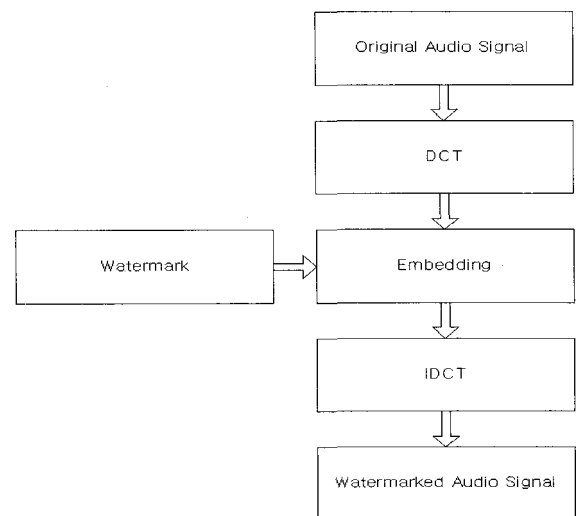 Original Audio Signal
DCT
Watermark
Embedding
IDCT
Watermarked Audio Signal